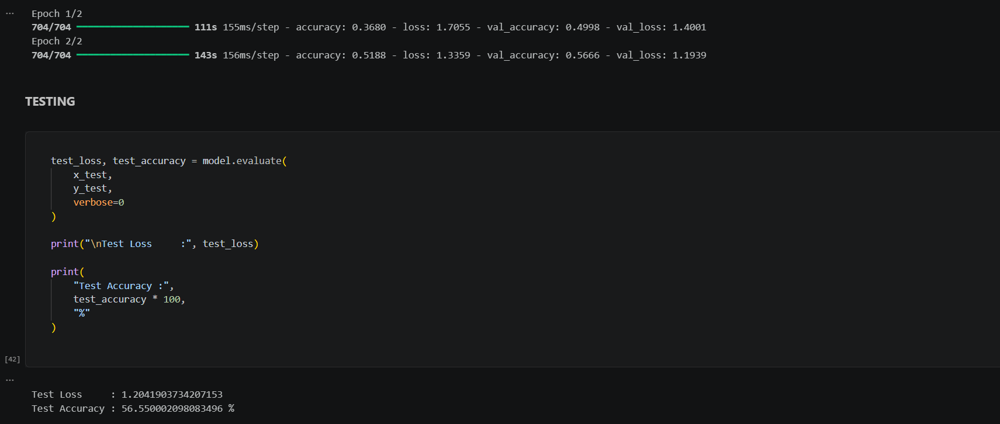 ...
Epoch 1/2
704/704 111s 155ms/step - accuracy: 0.3680 - loss: 1.7055 - val_accuracy: 0.4998 - val_loss: 1.4001
Epoch 2/2
704/704 143s 156ms/step - accuracy: 0.5188 - loss: 1.3359 - val_accuracy: 0.5666 - val_loss: 1.1939
TESTING
test_loss, test_accuracy = model.evaluate(
    x_test,
    y_test,
    verbose=0
)
print("\nTest Loss     :", test_loss)
print(
    "Test Accuracy :",
    test_accuracy * 100,
    "%"
)
[42]
...
Test Loss     : 1.2041903734207153
Test Accuracy : 56.550002098083496 %